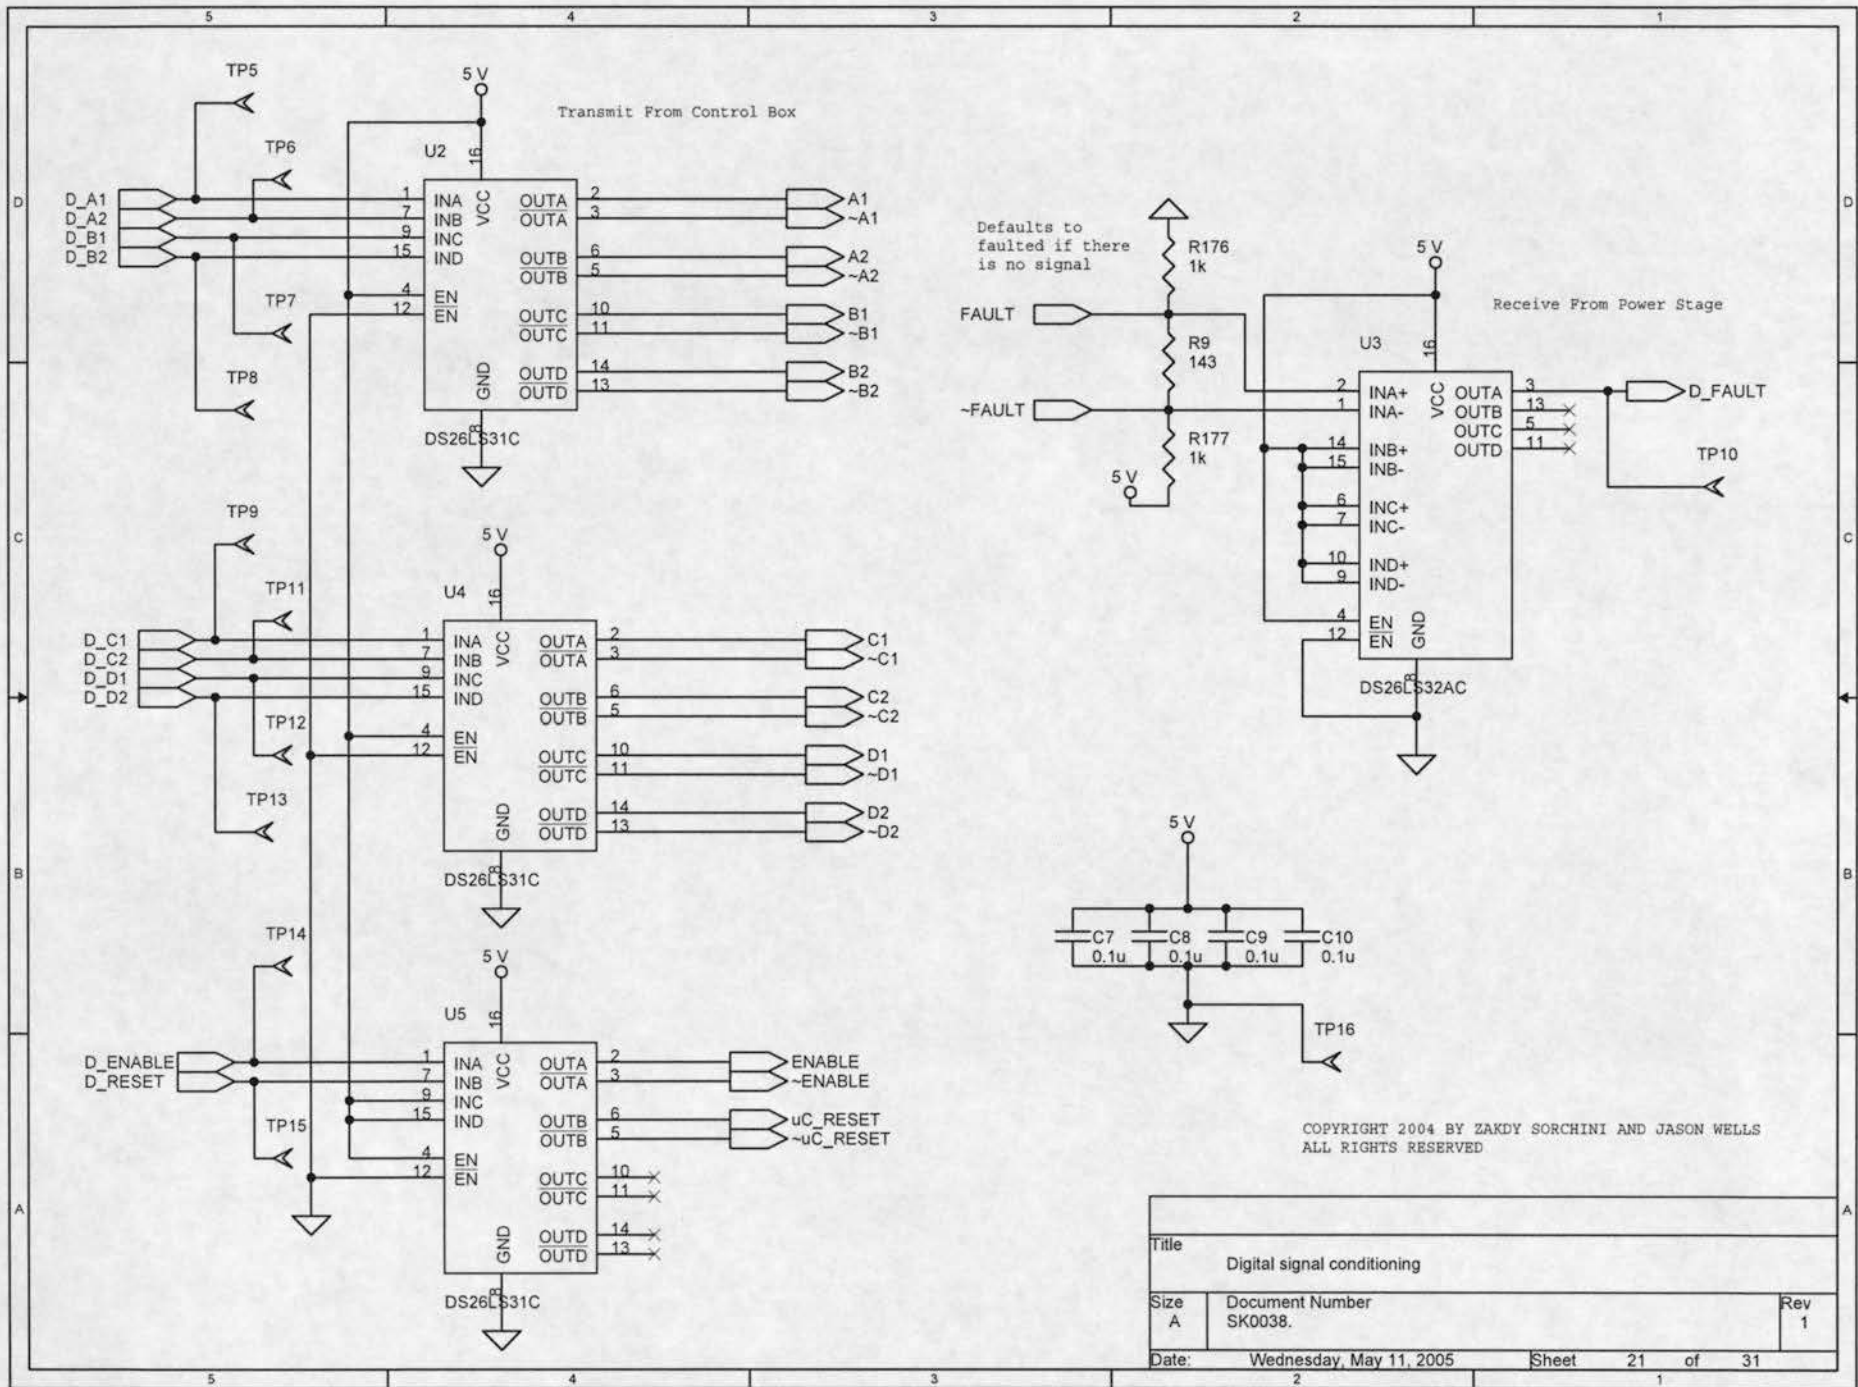 5 4 3 2 1
D
C
B
A
D
C
B
A
5 4 3 2 1
TP5
5 V
Transmit From Control Box
TP6
U2
16
D_A1
D_A2
D_B1
D_B2
1 INA
7 INB
9 INC
15 IND
4 EN
12 EN
VCC
GND
OUTA 2
OUTA 3
OUTB 6
OUTB 5
OUTC 10
OUTC 11
OUTD 14
OUTD 13
A1
~A1
A2
~A2
B1
~B1
B2
~B2
TP7
TP8
8
DS26LS31C
TP9
5 V
TP11
U4
16
D_C1
D_C2
D_D1
D_D2
1 INA
7 INB
9 INC
15 IND
4 EN
12 EN
VCC
GND
OUTA 2
OUTA 3
OUTB 6
OUTB 5
OUTC 10
OUTC 11
OUTD 14
OUTD 13
C1
~C1
C2
~C2
D1
~D1
D2
~D2
TP12
TP13
8
DS26LS31C
TP14
5 V
U5
16
D_ENABLE
D_RESET
1 INA
7 INB
9 INC
15 IND
4 EN
12 EN
VCC
GND
OUTA 2
OUTA 3
OUTB 6
OUTB 5
OUTC 10
OUTC 11
OUTD 14
OUTD 13
ENABLE
~ENABLE
uC_RESET
~uC_RESET
TP15
8
DS26LS31C
Defaults to
faulted if there
is no signal
R176
1k
FAULT
R9
143
~FAULT
R177
1k
5 V
5 V
Receive From Power Stage
U3
16
2 INA+
1 INA-
14 INB+
15 INB-
6 INC+
7 INC-
10 IND+
9 IND-
4 EN
12 EN
VCC
GND
OUTA 3
OUTB 13
OUTC 5
OUTD 11
D_FAULT
TP10
8
DS26LS32AC
5 V
C7
0.1u
C8
0.1u
C9
0.1u
C10
0.1u
TP16
COPYRIGHT 2004 BY ZAKDY SORCHINI AND JASON WELLS
ALL RIGHTS RESERVED
Title
Digital signal conditioning
Size
A
Document Number
SK0038.
Rev
1
Date: Wednesday, May 11, 2005 Sheet 21 of 31